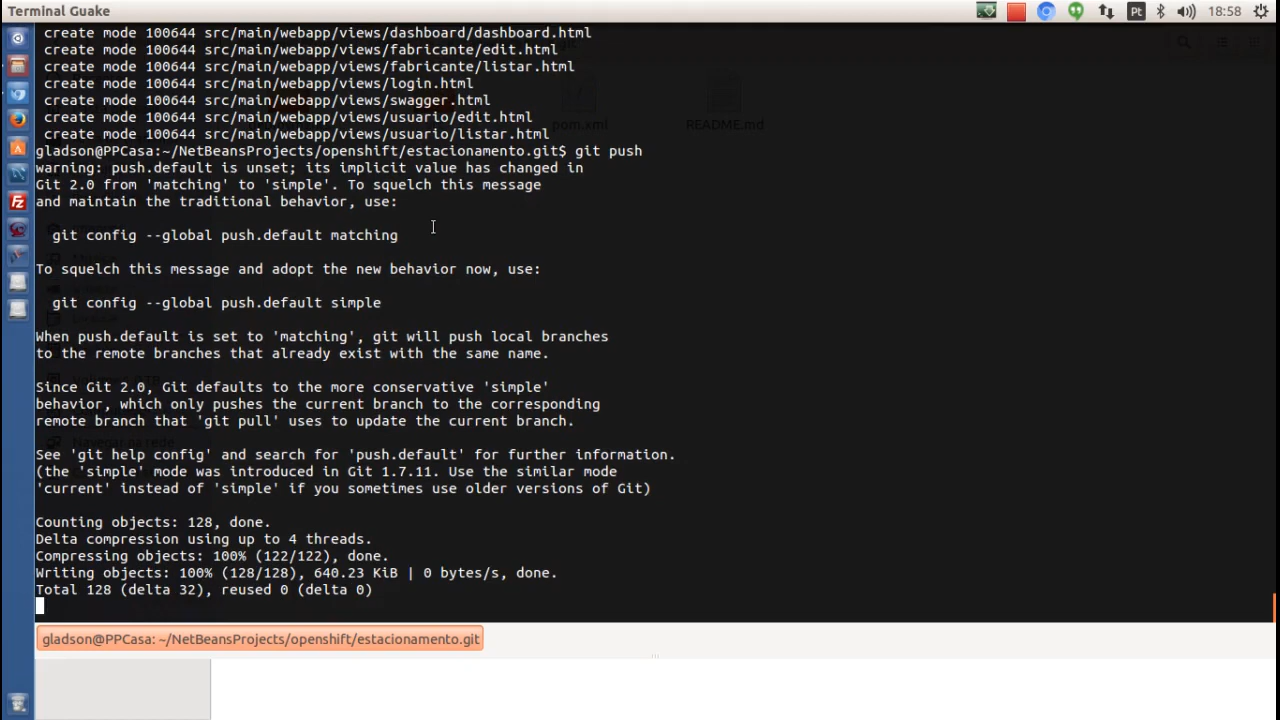 Terminal Guake
Pt
18:58
create mode 100644 src/main/webapp/views/dashboard/dashboard.html
create mode 100644 src/main/webapp/views/fabricante/edit.html
create mode 100644 src/main/webapp/views/fabricante/listar.html
create mode 100644 src/main/webapp/views/login.html
create mode 100644 src/main/webapp/views/swagger.html
create mode 100644 src/main/webapp/views/usuario/edit.html
create mode 100644 src/main/webapp/views/usuario/listar.html
pom.xml
README.md
gladson@PPCasa:~/NetBeansProjects/openshift/estacionamento.git$ git push
warning: push.default is unset; its implicit value has changed in
Git 2.0 from 'matching' to 'simple'. To squelch this message
and maintain the traditional behavior, use:
git config --global push.default matching
To squelch this message and adopt the new behavior now, use:
git config --global push.default simple
When push.default is set to 'matching', git will push local branches
to the remote branches that already exist with the same name.
Since Git 2.0, Git defaults to the more conservative 'simple'
behavior, which only pushes the current branch to the corresponding
remote branch that 'git pull' uses to update the current branch.
Navegar na rede
See 'git help config' and search for 'push.default' for further information.
(the 'simple' mode was introduced in Git 1.7.11. Use the similar mode
'current' instead of 'simple' if you sometimes use older versions of Git)
Counting objects: 128, done.
Delta compression using up to 4 threads.
Compressing objects: 100% (122/122), done.
Writing objects: 100% (128/128), 640.23 KiB | 0 bytes/s, done.
Total 128 (delta 32), reused 0 (delta 0)
gladson@PPCasa: ~/NetBeansProjects/openshift/estacionamento.git